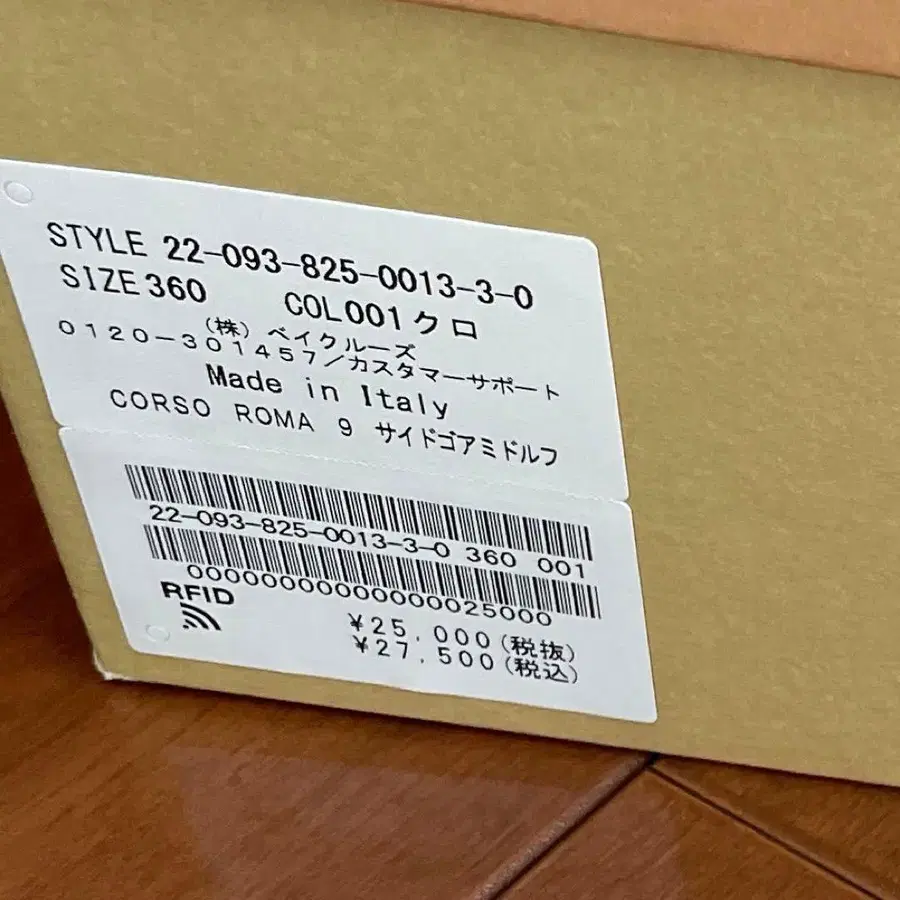 STYLE 22-093-825-0013-3-0
SIZE360 COL001クロ
(株) ベイクルーズ
0120-301457/カスタマーサポート
Made in Italy
CORSO ROMA 9 サイドゴアミドルフ
22-093-825-0013-3-0 360 001
0000000000000000025000
RFID
¥25,000(税抜)
¥27,500(税込)